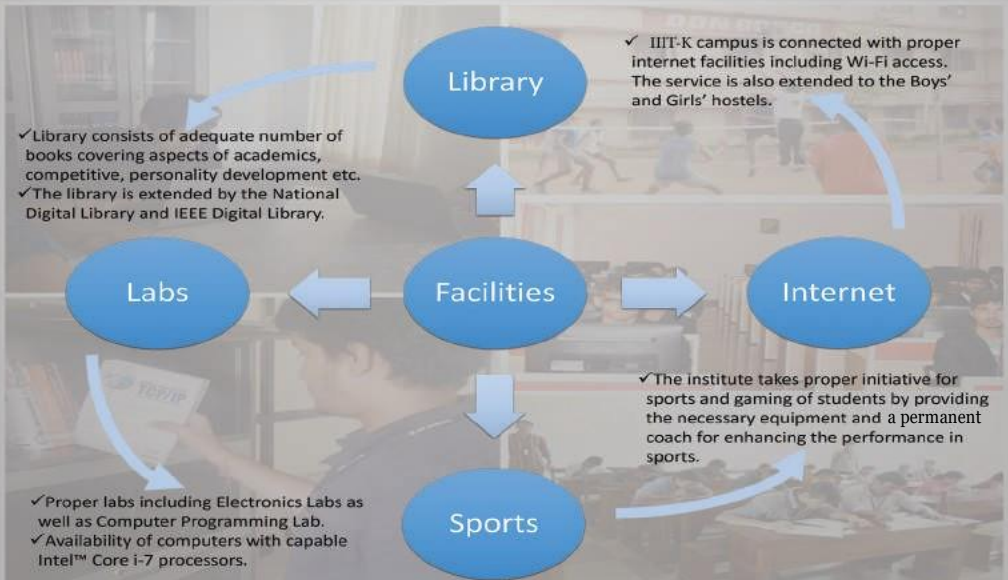 Library
✓ IIIT-K campus is connected with proper
internet facilities including Wi-Fi access.
The service is also extended to the Boys'
and Girls' hostels.
✓Library consists of adequate number of
books covering aspects of academics,
competitive, personality development etc.
✓The library is extended by the National
Digital Library and IEEE Digital Library.
Labs
Facilities
Internet
TCP/IP
✓The institute takes proper initiative for
sports and gaming of students by providing
the necessary equipment and a permanent
coach for enhancing the performance in
sports.
✓Proper labs including Electronics Labs as
well as Computer Programming Lab.
✓Availability of computers with capable
Intel™ Core i-7 processors.
Sports